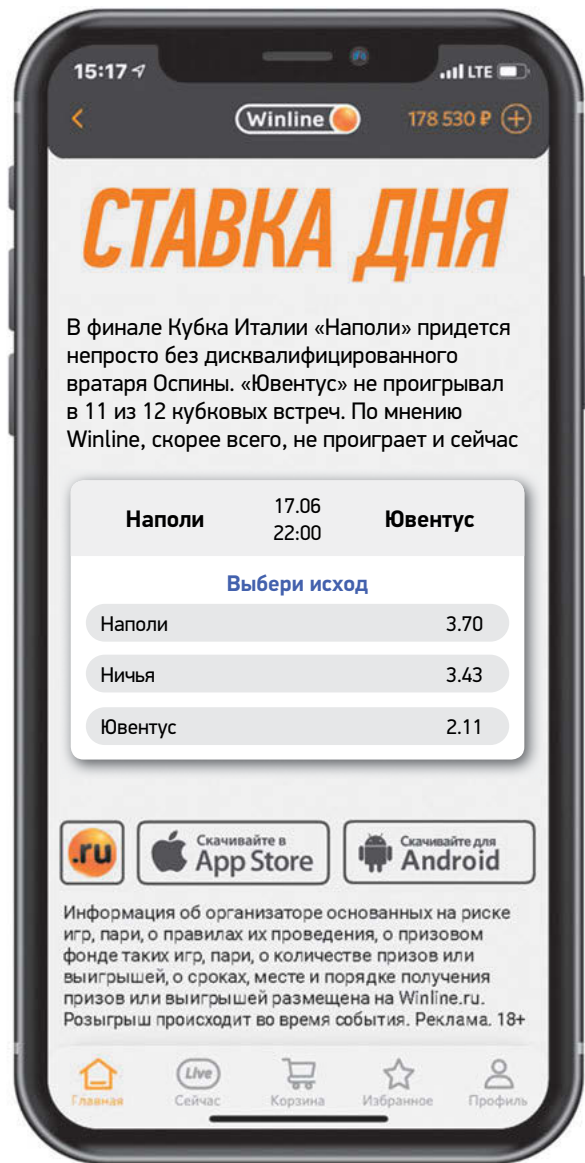 15:17
LTE
Winline
178 530 ₽
СТАВКА ДНЯ
В финале Кубка Италии «Наполи» придется
непросто без дисквалифицированного
вратаря Оспины. «Ювентус» не проигрывал
в 11 из 12 кубковых встреч. По мнению
Winline, скорее всего, не проиграет и сейчас
Наполи
17.06
22:00
Ювентус
Выбери исход
Наполи 3.70
Ничья 3.43
Ювентус 2.11
.ru
Скачивайте в
App Store
Скачивайте для
Android
Информация об организаторе основанных на риске
игр, пари, о правилах их проведения, о призовом
фонде таких игр, пари, о количестве призов или
выигрышей, о сроках, месте и порядке получения
призов или выигрышей размещена на Winline.ru.
Розыгрыш происходит во время события. Реклама. 18+
Live
Главная Сейчас Корзина Избранное Профиль